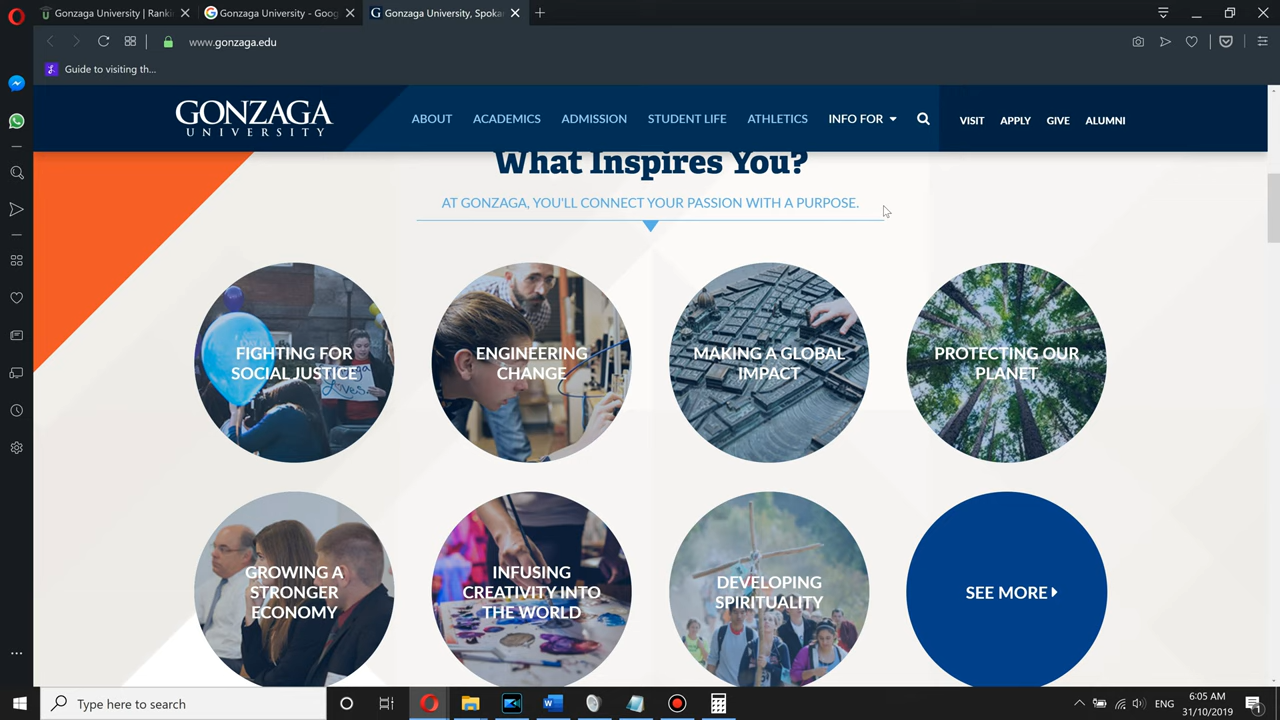 Gonzaga University | Ranki
Gonzaga University - Goog
Gonzaga University, Spoka
www.gonzaga.edu
Guide to visiting th...
GONZAGA
UNIVERSITY
ABOUT ACADEMICS ADMISSION STUDENT LIFE ATHLETICS INFO FOR
VISIT APPLY GIVE ALUMNI
What Inspires You?
AT GONZAGA, YOU'LL CONNECT YOUR PASSION WITH A PURPOSE.
FIGHTING FOR
SOCIAL JUSTICE
ENGINEERING
CHANGE
MAKING A GLOBAL
IMPACT
PROTECTING OUR
PLANET
GROWING A
STRONGER
ECONOMY
INFUSING
CREATIVITY INTO
THE WORLD
DEVELOPING
SPIRITUALITY
SEE MORE
Type here to search
ENG
6:05 AM
31/10/2019
1